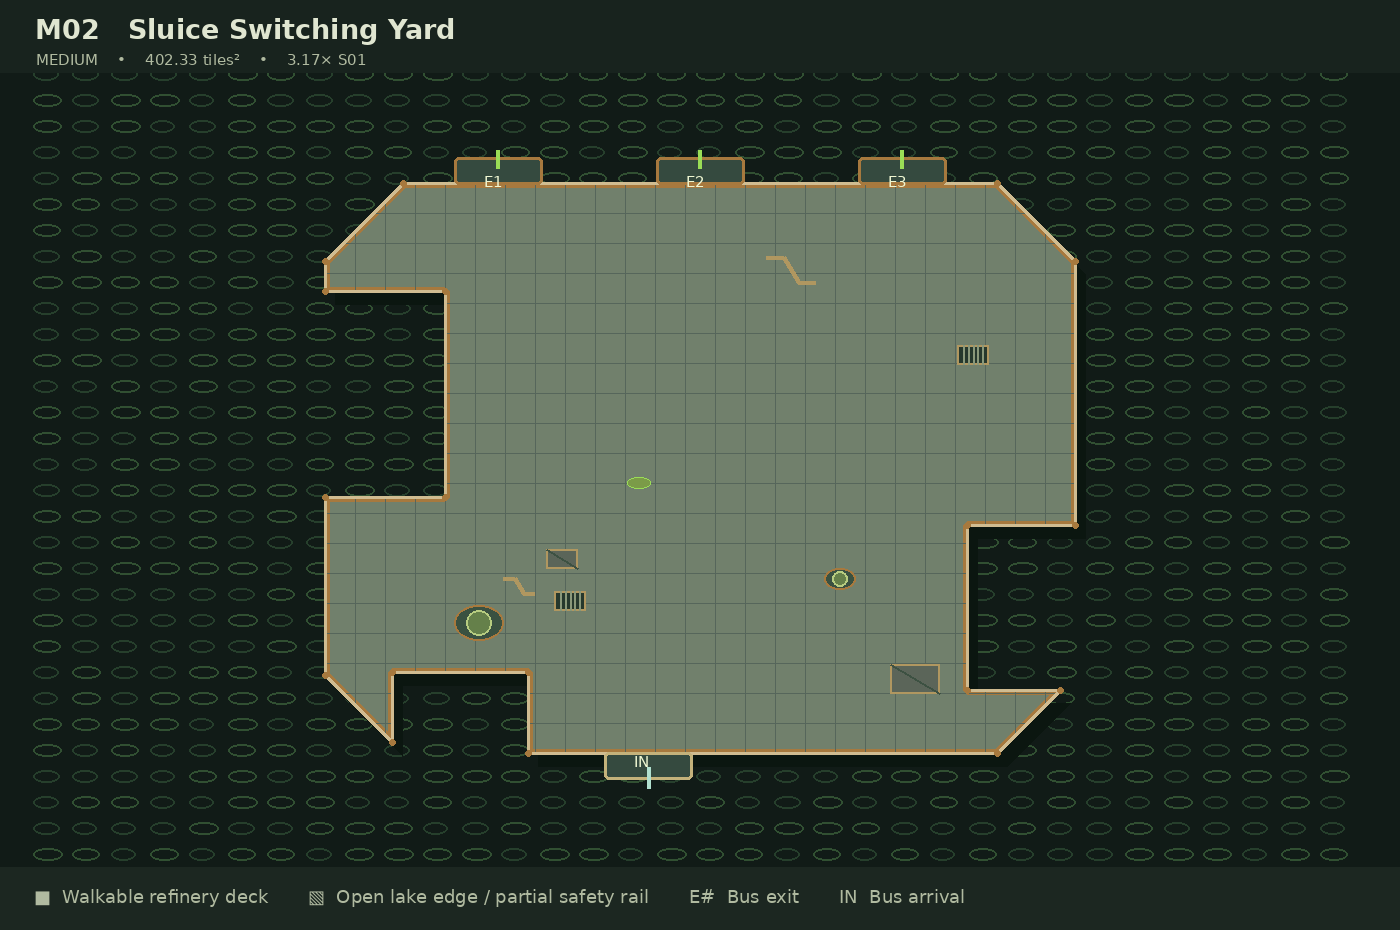 M02 Sluice Switching Yard
MEDIUM • 402.33 tiles² • 3.17× S01
E1 E2 E3
IN
Walkable refinery deck Open lake edge / partial safety rail E# Bus exit IN Bus arrival